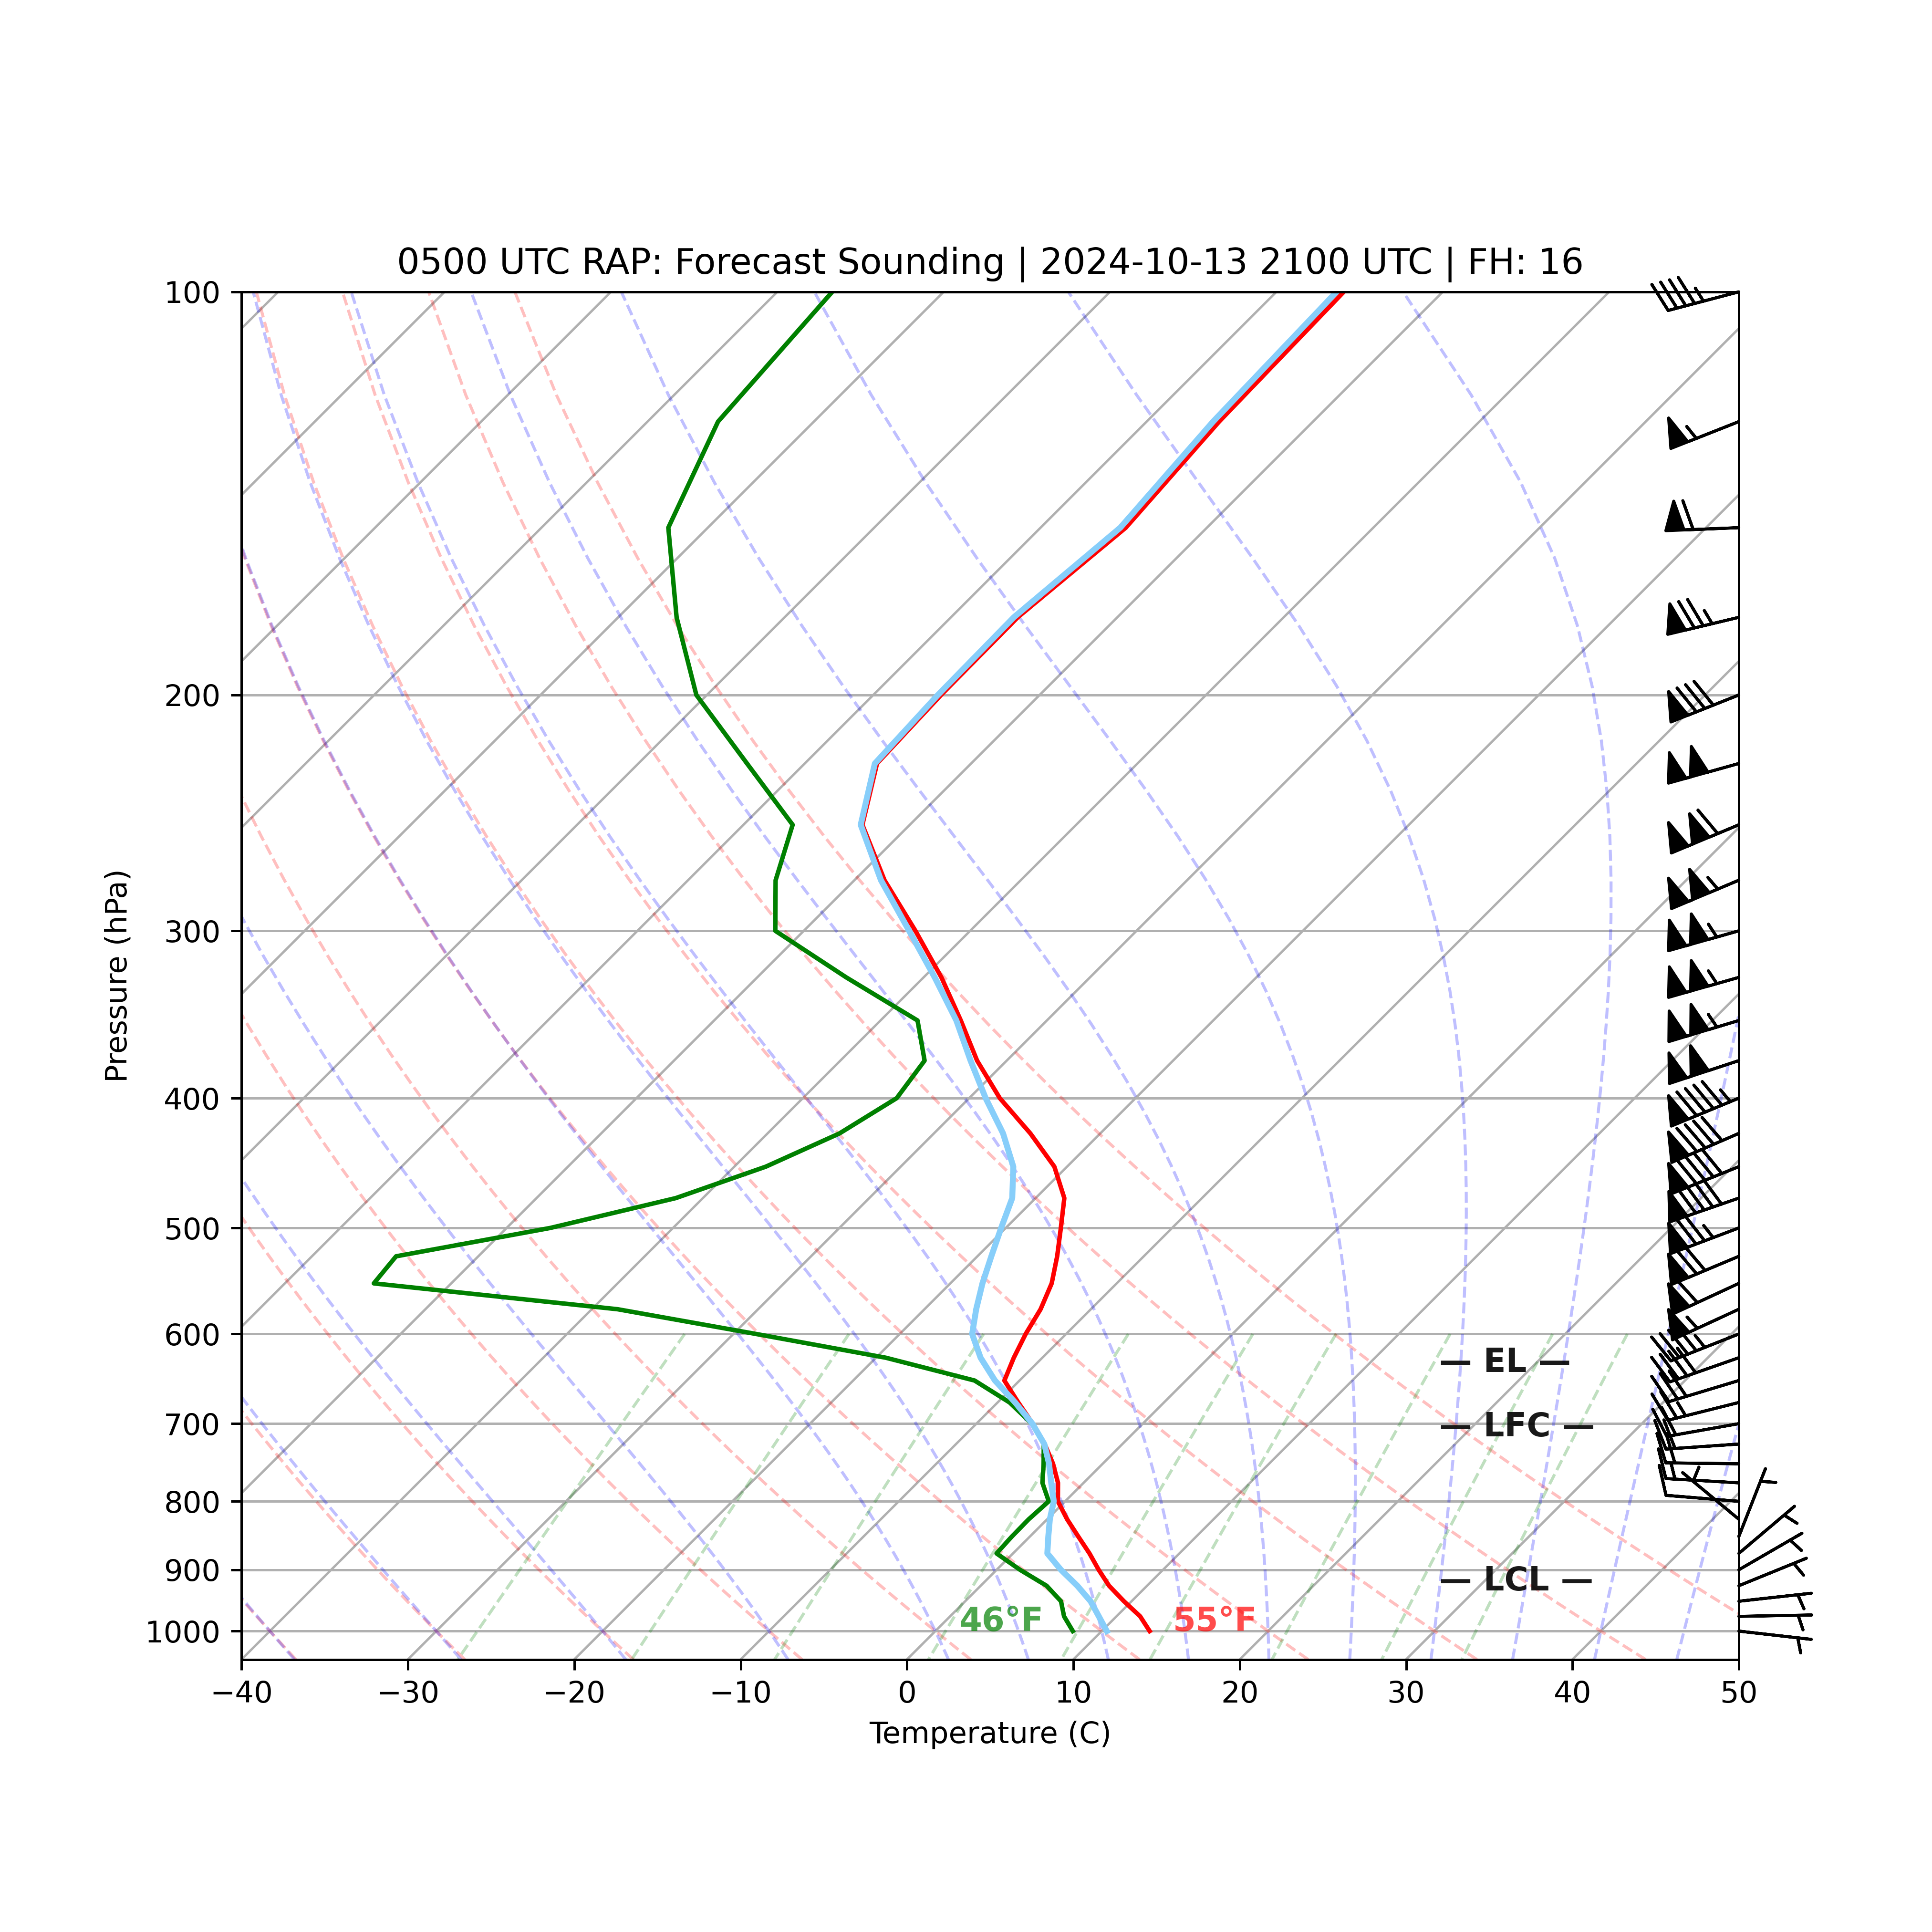 0500 UTC RAP: Forecast Sounding | 2024-10-13 2100 UTC | FH: 16
100
200
300
400
500
600
700
800
900
1000
Pressure (hPa)
— EL —
— LFC —
— LCL —
46°F
55°F
−40 −30 −20 −10 0 10 20 30 40 50
Temperature (C)